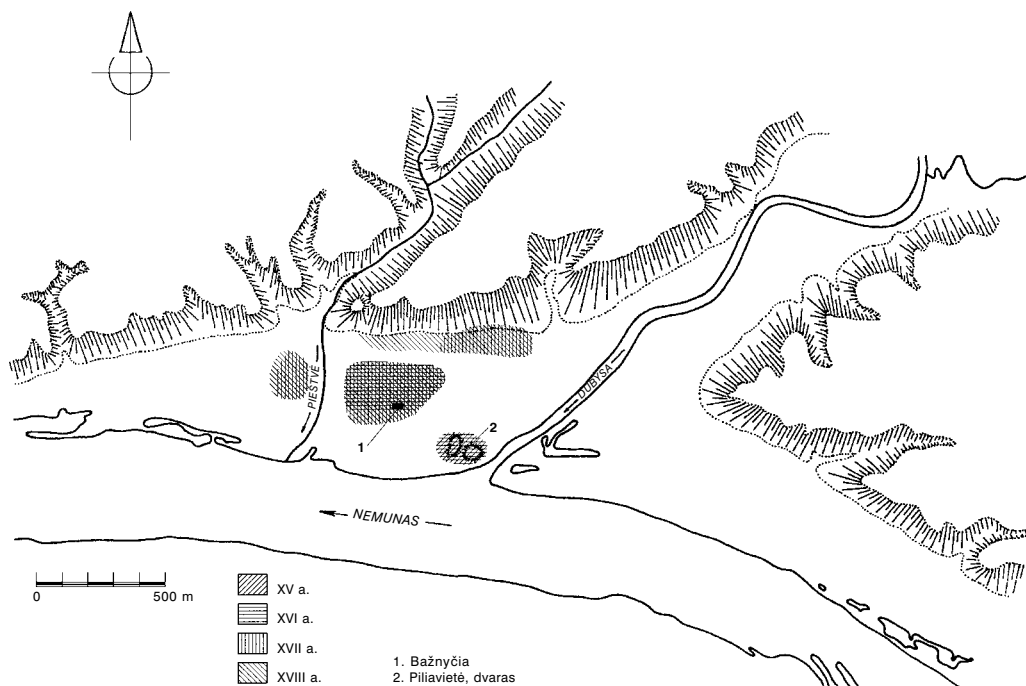 PIEŠTVĖ
DUBYSA
1
2
NEMUNAS
0 500 m
XV a.
XVI a.
XVII a.
XVIII a.
1. Bažnyčia
2. Piliavietė, dvaras